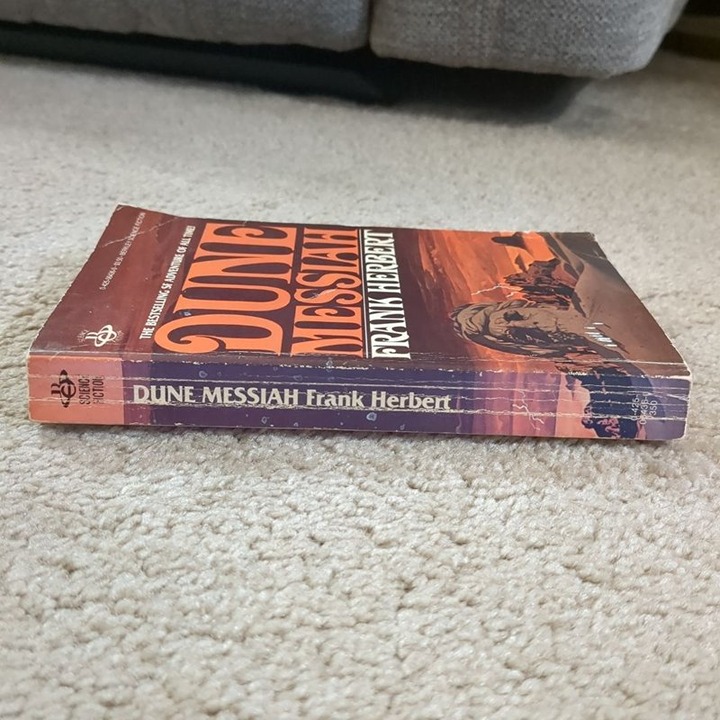 THE BESTSELLING SF ADVENTURE OF ALL TIME!
DUNE
MESSIAH
FRANK HERBERT
SCIENCE
FICTION
DUNE MESSIAH Frank Herbert